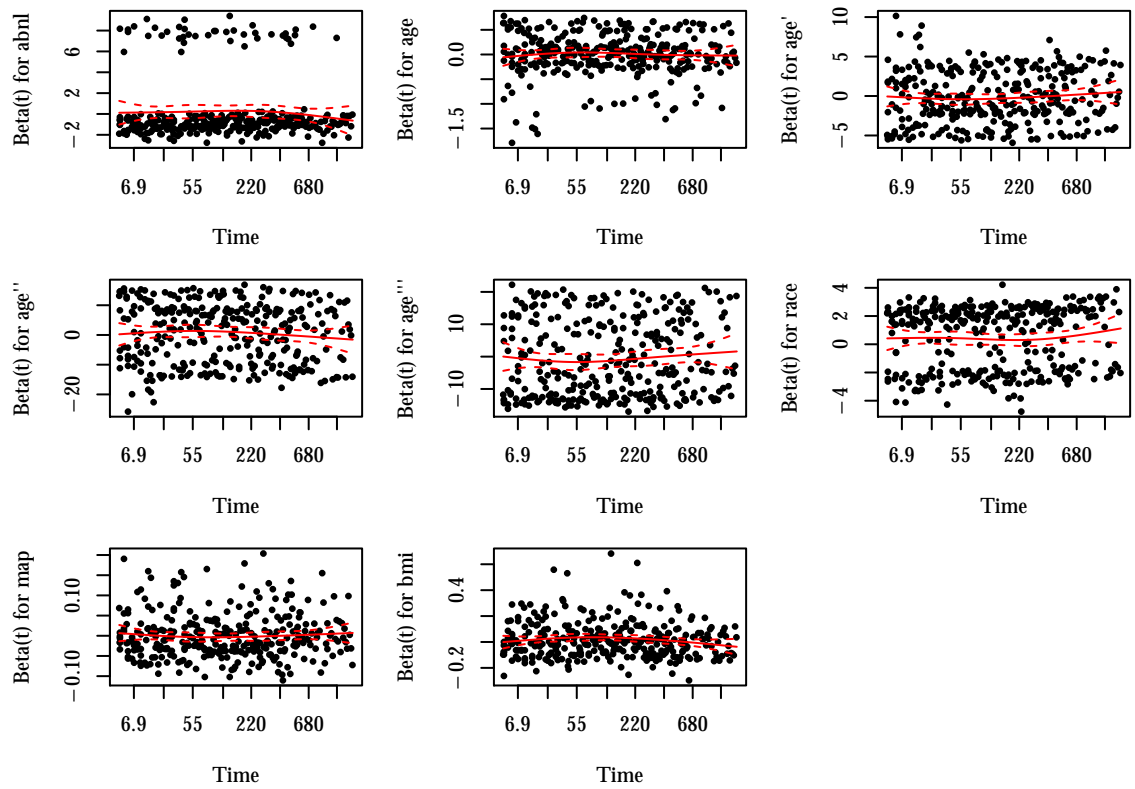 Beta(t) for abnl
6
2
−2
6.9 55 220 680
Time
Beta(t) for age
0.0
−1.5
6.9 55 220 680
Time
Beta(t) for age'
10
5
0
−5
6.9 55 220 680
Time
Beta(t) for age''
0
−20
6.9 55 220 680
Time
Beta(t) for age'''
10
−10
6.9 55 220 680
Time
Beta(t) for race
4
2
0
−4
6.9 55 220 680
Time
Beta(t) for map
0.10
−0.10
6.9 55 220 680
Time
Beta(t) for bmi
0.4
−0.2
6.9 55 220 680
Time